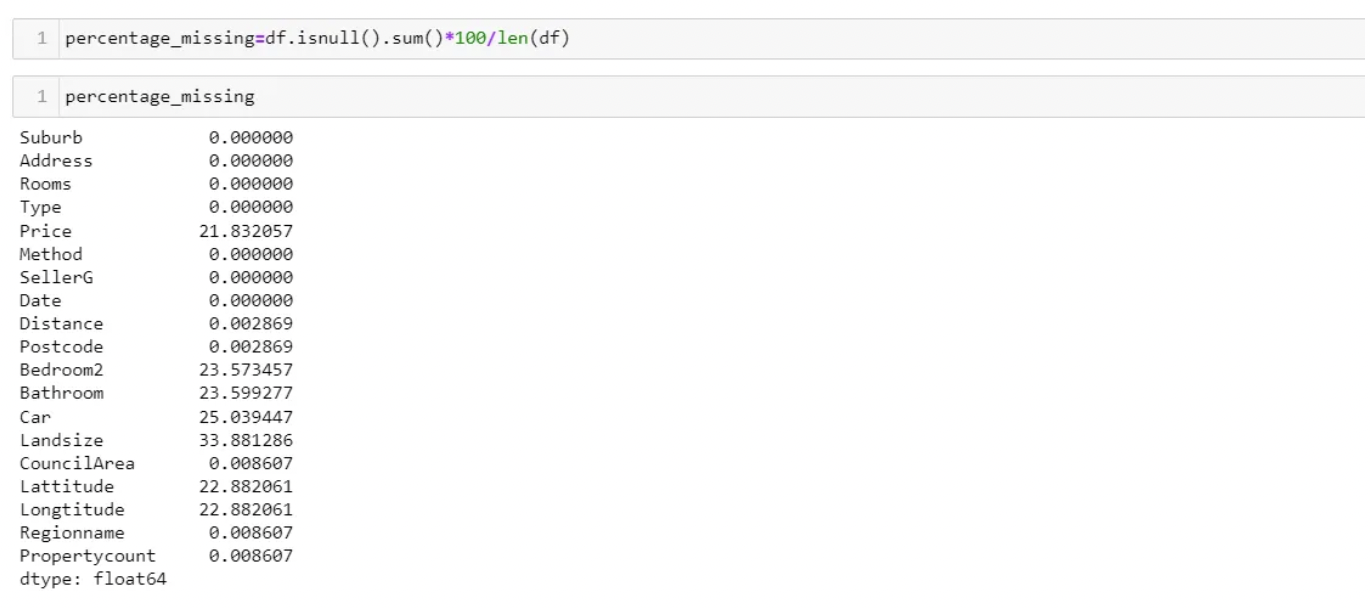 1 percentage_missing=df.isnull().sum()*100/len(df)
1 percentage_missing
Suburb 0.000000
Address 0.000000
Rooms 0.000000
Type 0.000000
Price 21.832057
Method 0.000000
SellerG 0.000000
Date 0.000000
Distance 0.002869
Postcode 0.002869
Bedroom2 23.573457
Bathroom 23.599277
Car 25.039447
Landsize 33.881286
CouncilArea 0.008607
Lattitude 22.882061
Longtitude 22.882061
Regionname 0.008607
Propertycount 0.008607
dtype: float64